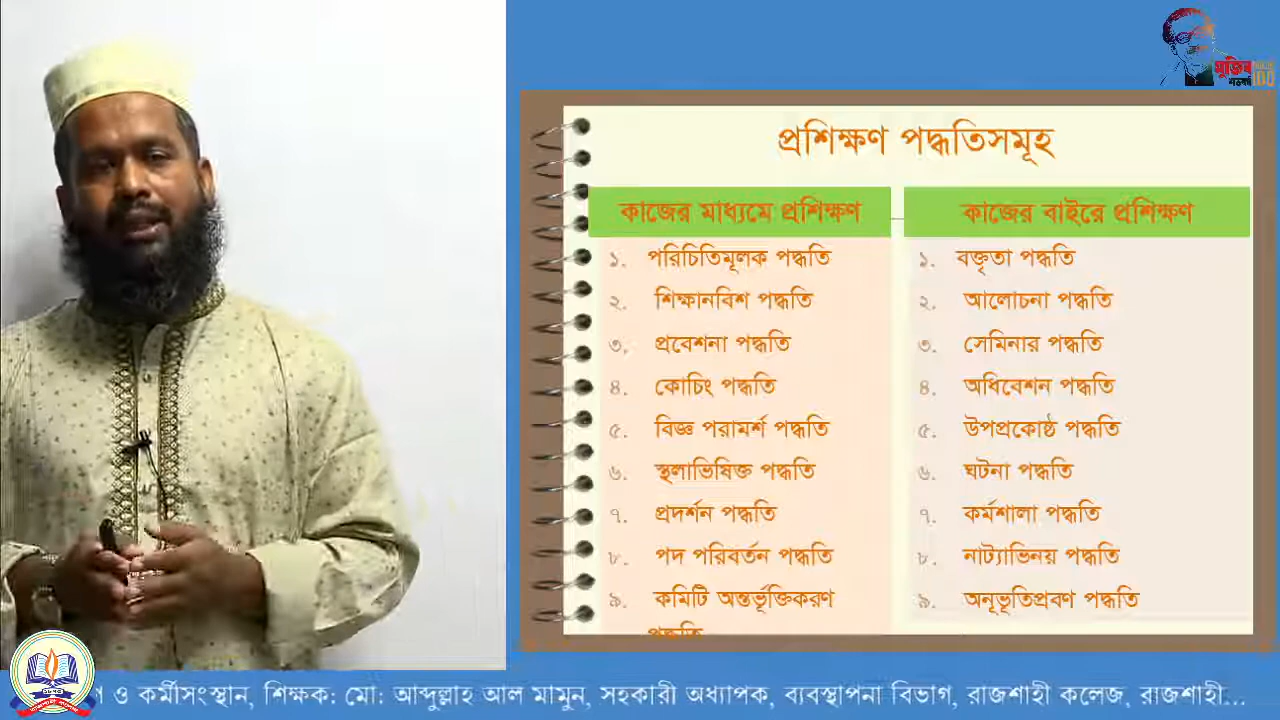 মুজিব
100
প্রশিক্ষণ পদ্ধতিসমূহ
কাজের মাধ্যমে প্রশিক্ষণ
১. পরিচিতিমূলক পদ্ধতি
২. শিক্ষানবিশ পদ্ধতি
৩. প্রবেশনা পদ্ধতি
৪. কোচিং পদ্ধতি
৫. বিজ্ঞ পরামর্শ পদ্ধতি
৬. স্থলাভিষিক্ত পদ্ধতি
৭. প্রদর্শন পদ্ধতি
৮. পদ পরিবর্তন পদ্ধতি
৯. কমিটি অন্তর্ভূক্তিকরণ
পদ্ধতি
কাজের বাইরে প্রশিক্ষণ
১. বক্তৃতা পদ্ধতি
২. আলোচনা পদ্ধতি
৩. সেমিনার পদ্ধতি
৪. অধিবেশন পদ্ধতি
৫. উপপ্রকোষ্ঠ পদ্ধতি
৬. ঘটনা পদ্ধতি
৭. কর্মশালা পদ্ধতি
৮. নাট্যাভিনয় পদ্ধতি
৯. অনূভূতিপ্রবণ পদ্ধতি
ণ ও কর্মীসংস্থান, শিক্ষক: মো: আব্দুল্লাহ আল মামুন, সহকারী অধ্যাপক, ব্যবস্থাপনা বিভাগ, রাজশাহী কলেজ, রাজশাহী...